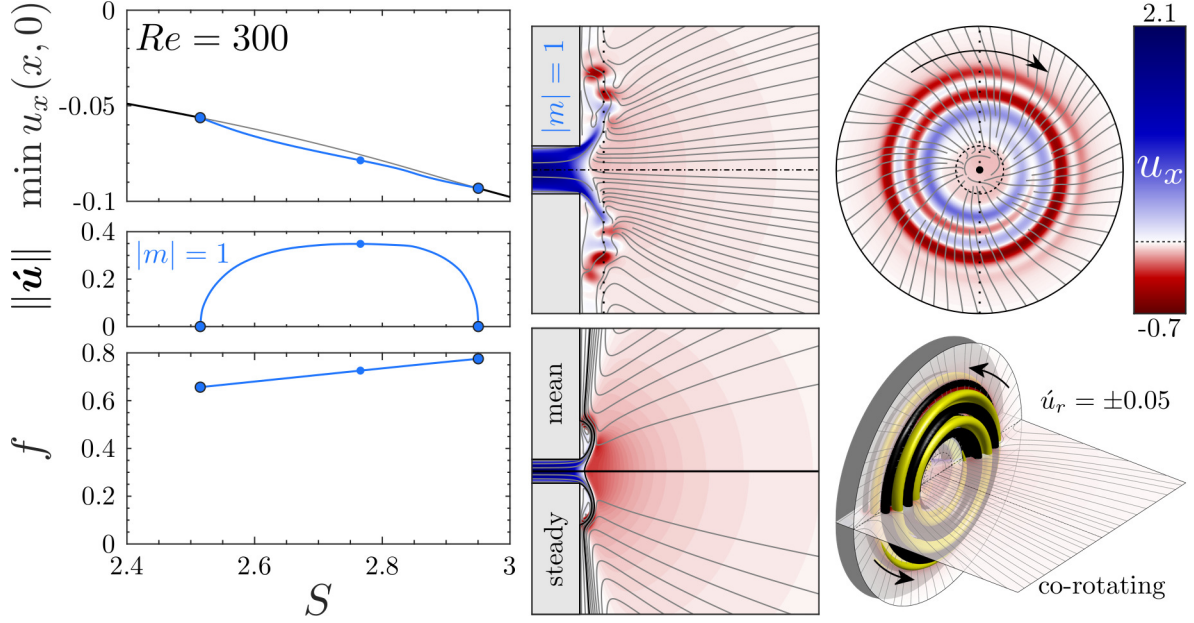 Re = 300
min u_x(x, 0)
0
-0.05
-0.1
|m| = 1
||ú||
0.4
0.2
0
0.8
0.6
0.4
0.2
0
f
2.4
2.6
2.8
3
S
|m| = 1
mean
steady
2.1
u_x
-0.7
ú_r = ±0.05
co-rotating